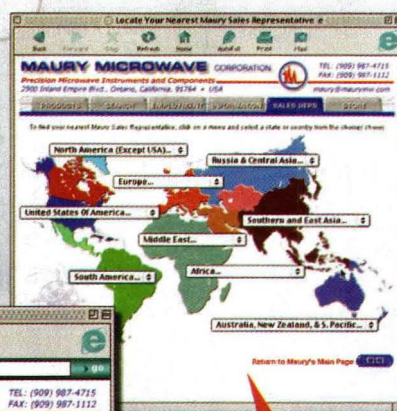 Locate Your Nearest Maury Sales Representative
Back Forward Stop Refresh Home AutoFill Print Mail
MAURY MICROWAVE CORPORATION
Precision Microwave Instruments and Components
2900 Inland Empire Blvd., Ontario, California, 91764 • USA
TEL: (909) 987-4715
FAX: (909) 987-1112
maury@maurymw.com
PRODUCTS SEARCH EMPLOYMENT INFORMATION SALES REPS STORE
To find your nearest Maury Sales Representative, click on a menu and select a state or country from the choices shown
North America (Except USA)...
Russia & Central Asia...
Europe...
United States Of America...
Southern and East Asia...
Middle East...
South America...
Africa...
Australia, New Zealand, & S. Pacific...
Return to Maury's Main Page
go
TEL: (909) 987-4715
FAX: (909) 987-1112